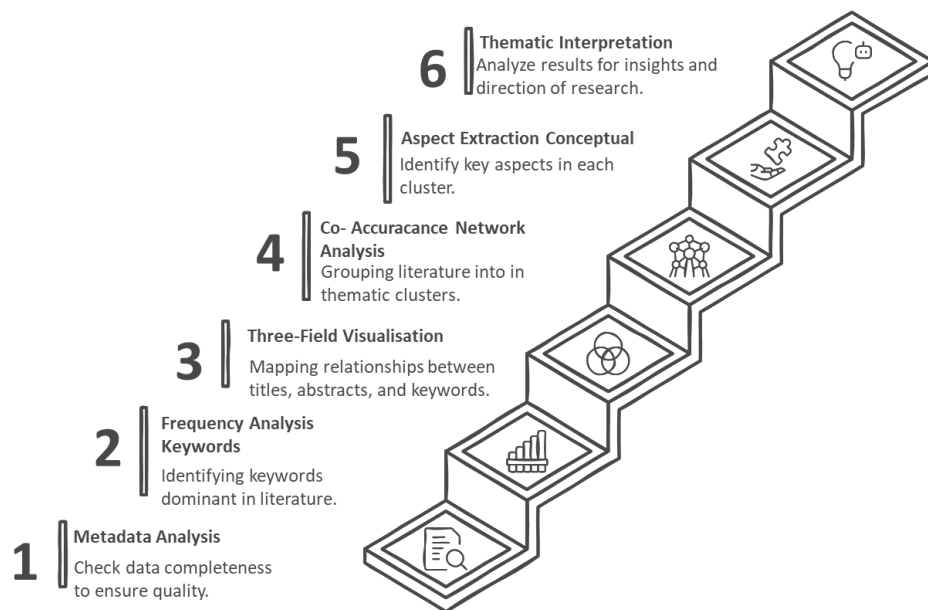 6
Thematic Interpretation
Analyze results for insights and
direction of research.
5
Aspect Extraction Conceptual
Identify key aspects in each
cluster.
4
Co- Accuracance Network
Analysis
Grouping literature into in
thematic clusters.
3
Three-Field Visualisation
Mapping relationships between
titles, abstracts, and keywords.
2
Frequency Analysis
Keywords
Identifying keywords
dominant in literature.
1
Metadata Analysis
Check data completeness
to ensure quality.